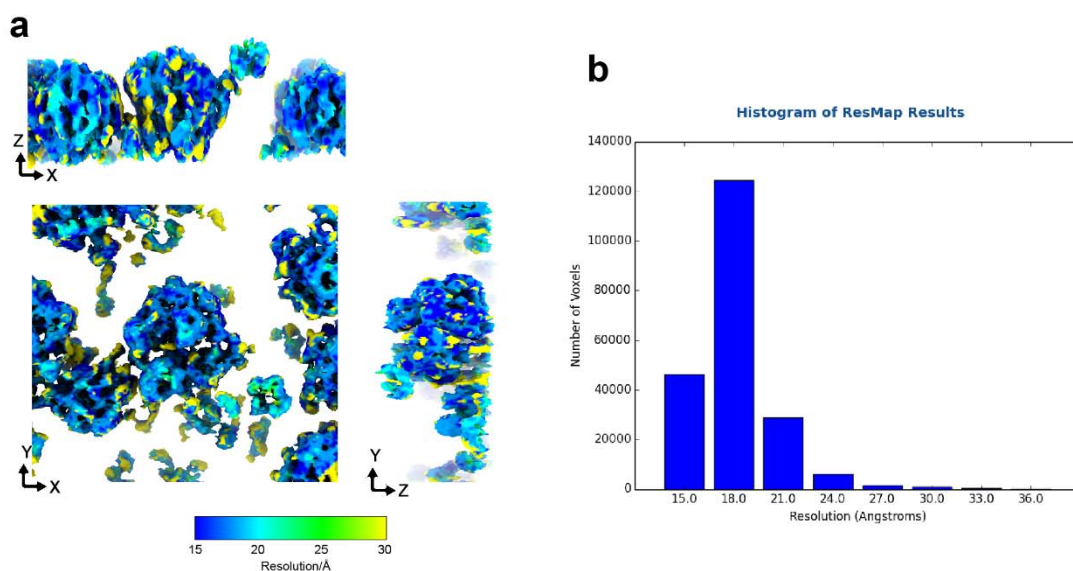 a
Z
X
Y
X
Y
Z
15 20 25 30
Resolution/Å
b
Histogram of ResMap Results
Number of Voxels
140000
120000
100000
80000
60000
40000
20000
0
15.0 18.0 21.0 24.0 27.0 30.0 33.0 36.0
Resolution (Angstroms)